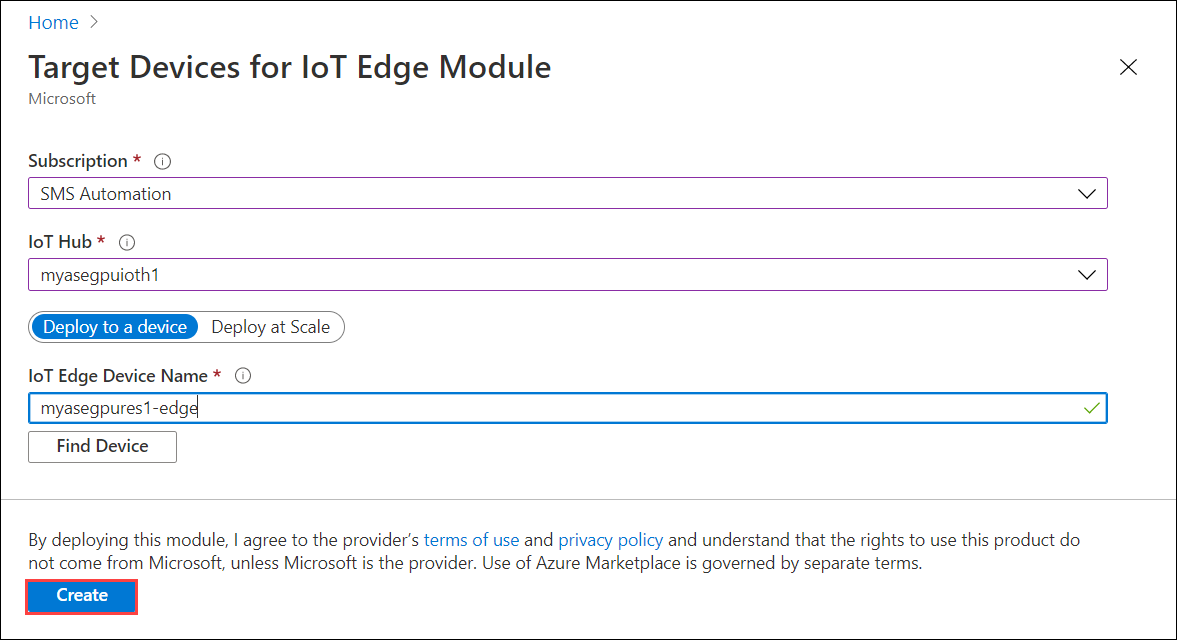 Home
Target Devices for IoT Edge Module
Microsoft
Subscription *
SMS Automation
IoT Hub *
myasegpuioth1
Deploy to a device Deploy at Scale
IoT Edge Device Name *
myasegpures1-edge
Find Device
By deploying this module, I agree to the provider’s terms of use and privacy policy and understand that the rights to use this product do
not come from Microsoft, unless Microsoft is the provider. Use of Azure Marketplace is governed by separate terms.
Create